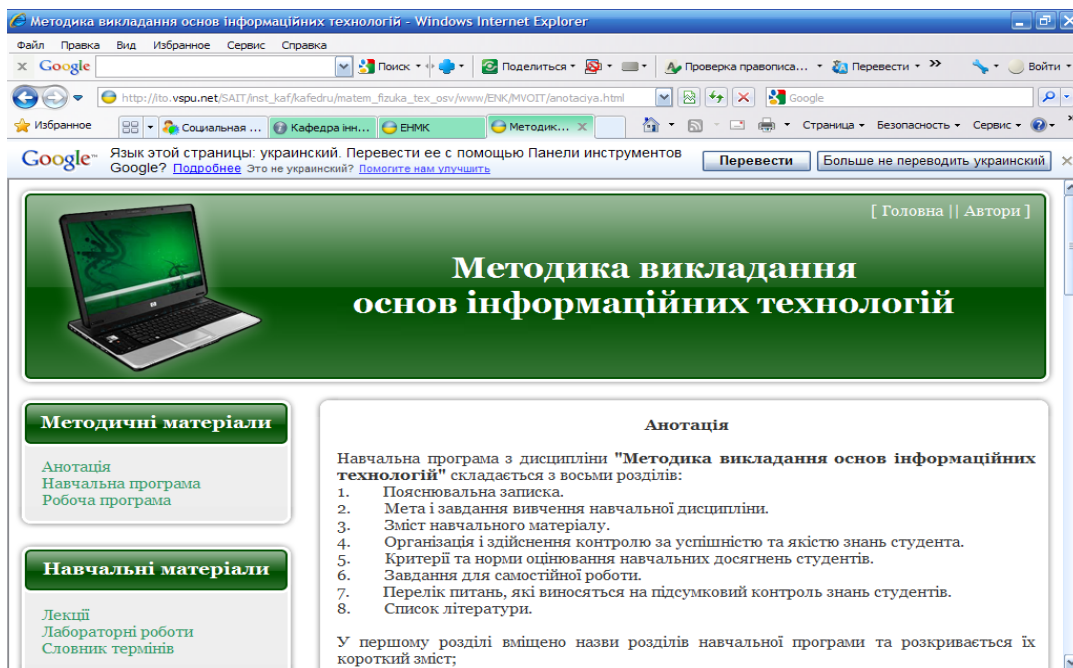 Методика викладання основ інформаційних технологій - Windows Internet Explorer
Файл Правка Вид Избранное Сервис Справка
x Google Поиск Поделиться Проверка правописа... Перевести » Войти
http://ito.vspu.net/SAIT/inst_kaf/kafedru/matem_fizuka_tex_osv/www/ENK/MVOIT/anotaciya.html Google
Избранное Социальная ... Кафедра інн... ЕНМК Методик... X Страница Безопасность Сервис »
Google™ Язык этой страницы: украинский. Перевести ее с помощью Панели инструментов
Google? Подробнее Это не украинский? Помогите нам улучшить
Перевести Больше не переводить украинский
[ Головна || Автори ]
Методика викладання
основ інформаційних технологій
Методичні матеріали
Анотація
Навчальна програма
Робоча програма
Навчальні матеріали
Лекції
Лабораторні роботи
Словник термінів
Анотація
Навчальна програма з дисципліни "Методика викладання основ інформаційних
технологій" складається з восьми розділів:
1. Пояснювальна записка.
2. Мета і завдання вивчення навчальної дисципліни.
3. Зміст навчального матеріалу.
4. Організація і здійснення контролю за успішністю та якістю знань студента.
5. Критерії та норми оцінювання навчальних досягнень студентів.
6. Завдання для самостійної роботи.
7. Перелік питань, які виносяться на підсумковий контроль знань студентів.
8. Список літератури.
У першому розділі вміщено назви розділів навчальної програми та розкривається їх
короткий зміст;